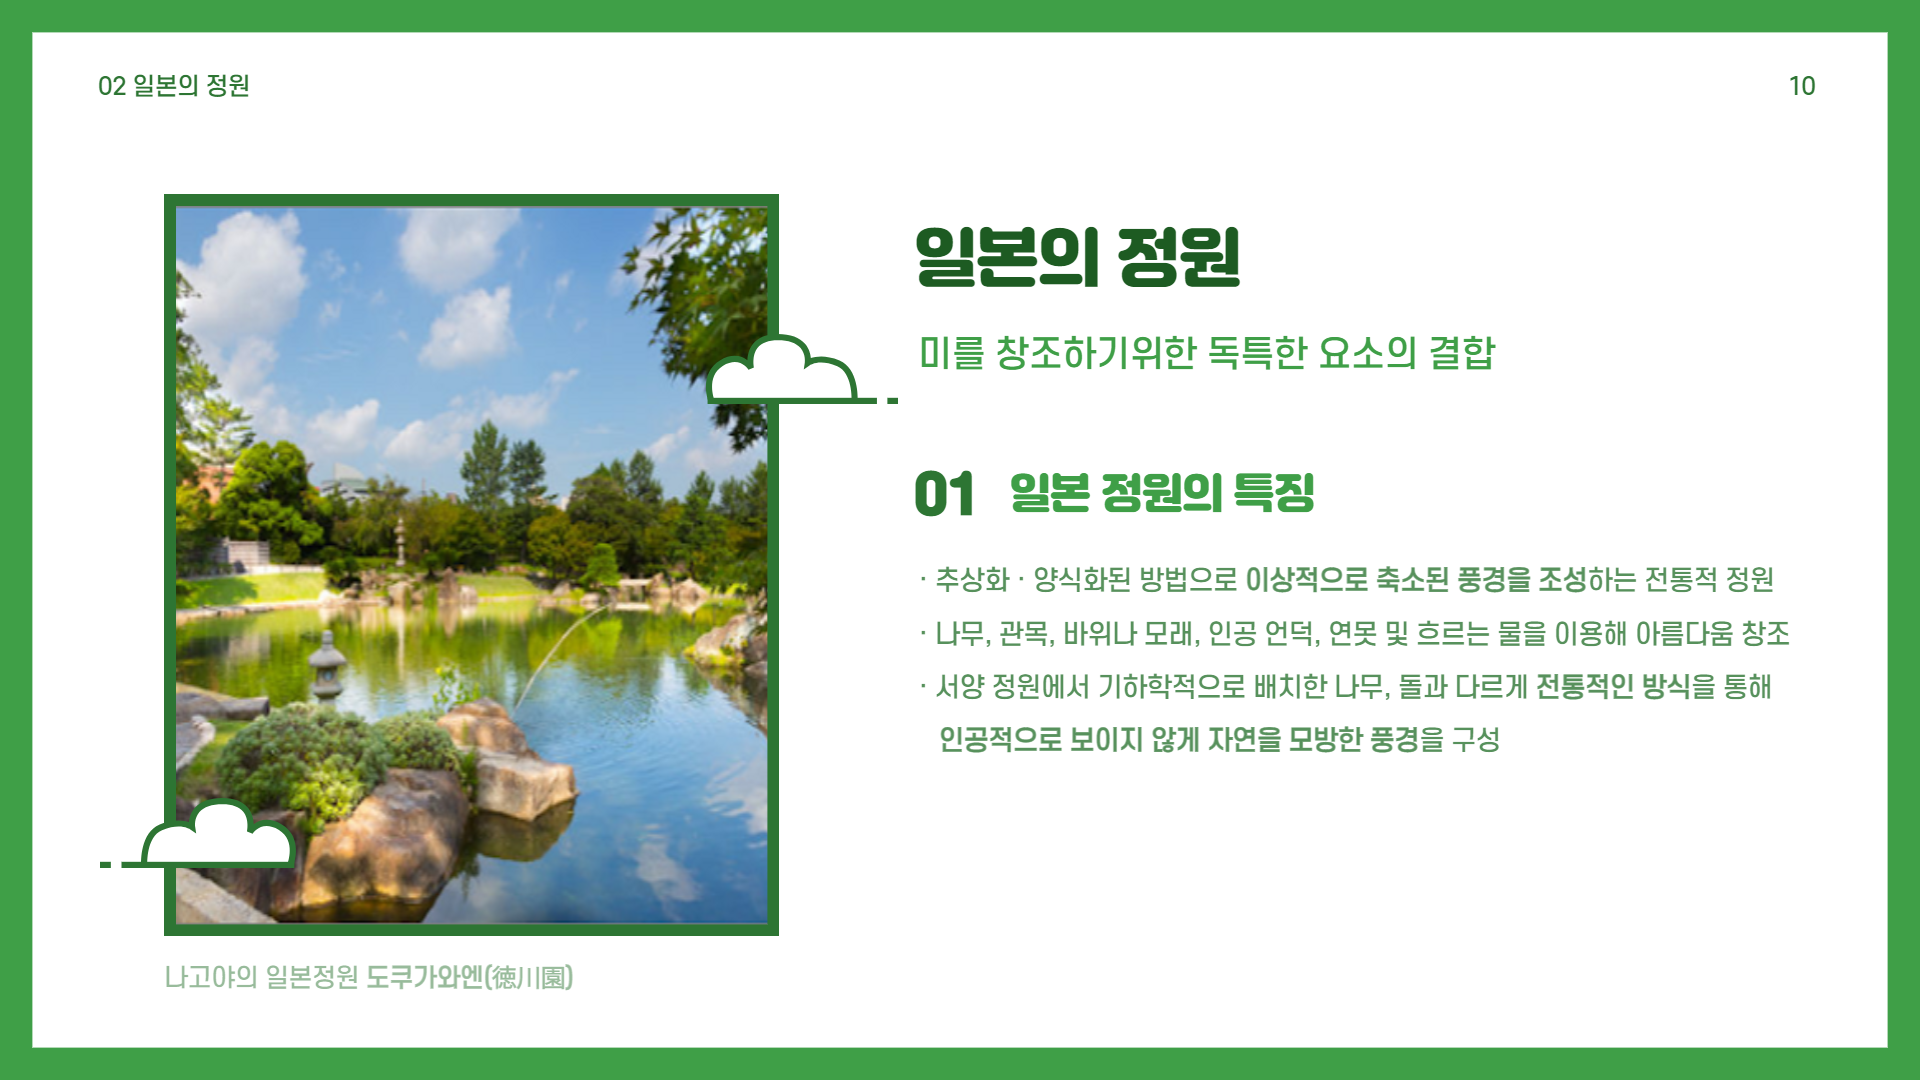 02 일본의 정원
10
일본의 정원
미를 창조하기위한 독특한 요소의 결합
01 일본 정원의 특징
· 추상화 · 양식화된 방법으로 이상적으로 축소된 풍경을 조성하는 전통적 정원
· 나무, 관목, 바위나 모래, 인공 언덕, 연못 및 흐르는 물을 이용해 아름다움 창조
· 서양 정원에서 기하학적으로 배치한 나무, 돌과 다르게 전통적인 방식을 통해
인공적으로 보이지 않게 자연을 모방한 풍경을 구성
나고야의 일본정원 도쿠가와엔(徳川園)